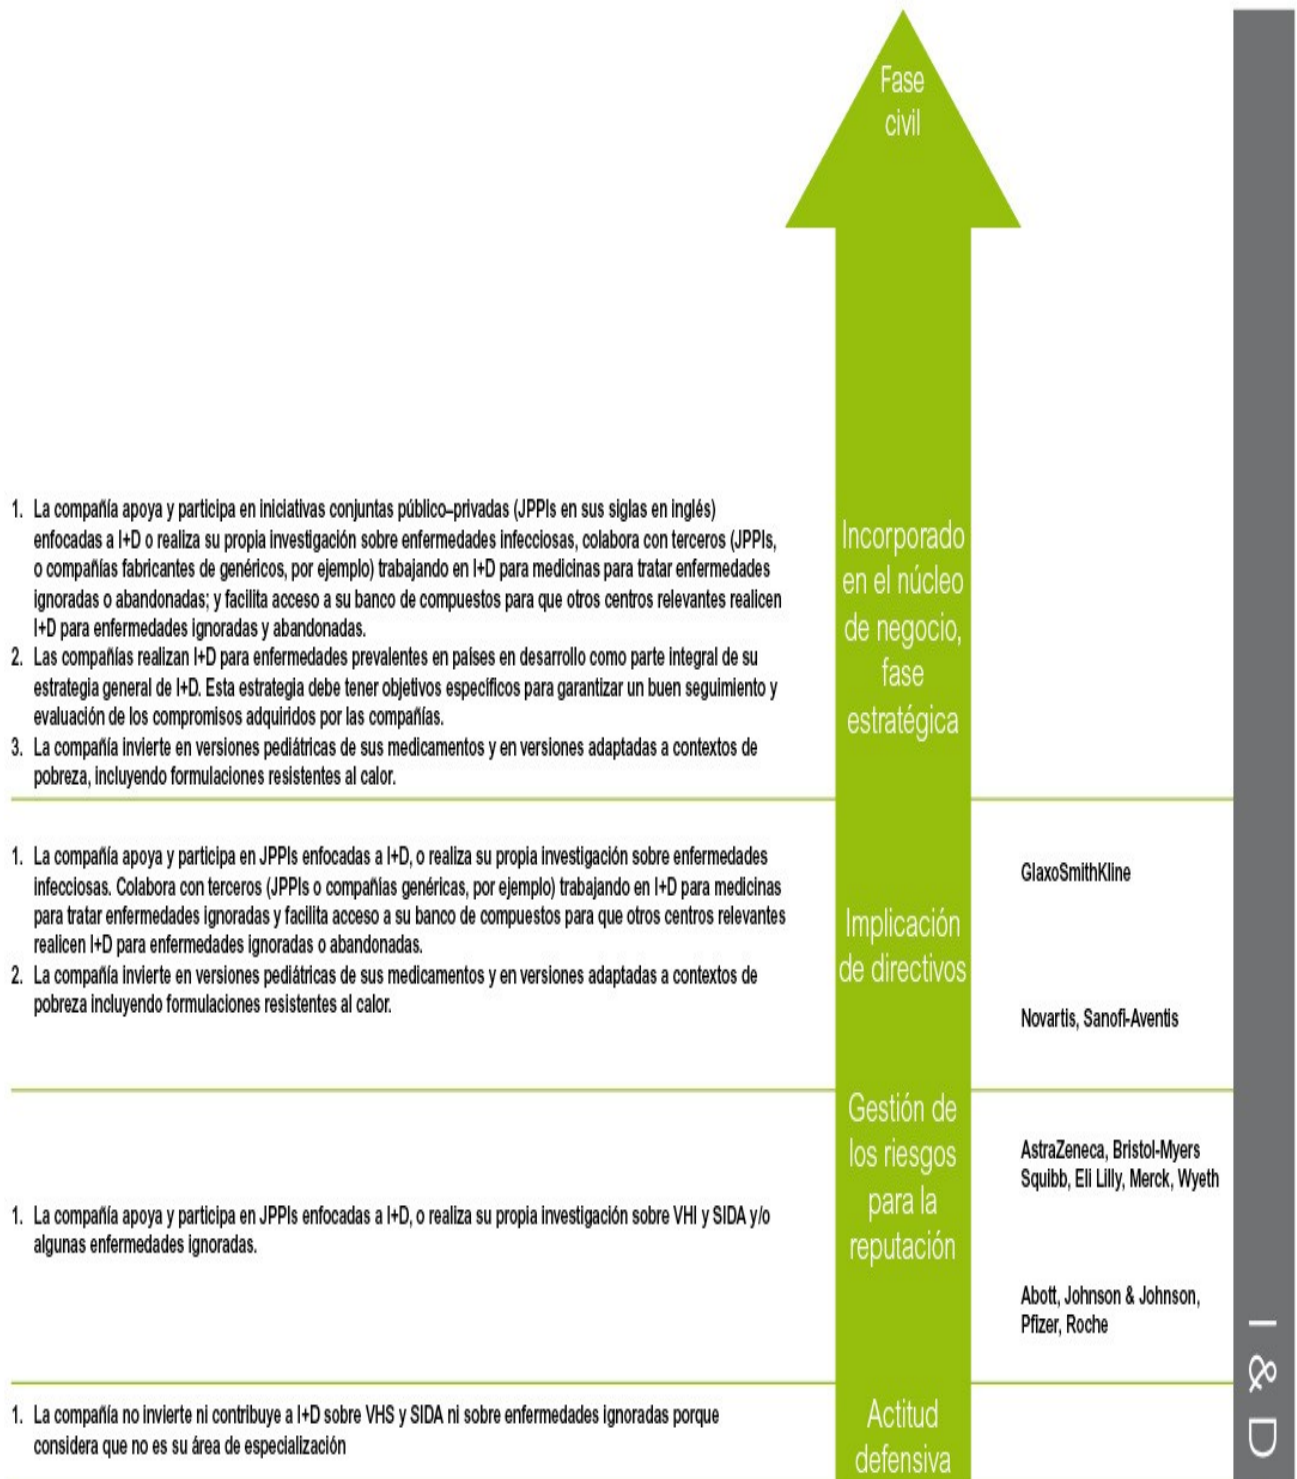 Fase
civil
1. La compañía apoya y participa en iniciativas conjuntas público–privadas (JPPIs en sus siglas en inglés)
enfocadas a I+D o realiza su propia investigación sobre enfermedades infecciosas, colabora con terceros (JPPIs,
o compañías fabricantes de genéricos, por ejemplo) trabajando en I+D para medicinas para tratar enfermedades
ignoradas o abandonadas; y facilita acceso a su banco de compuestos para que otros centros relevantes realicen
I+D para enfermedades ignoradas y abandonadas.
2. Las compañías realizan I+D para enfermedades prevalentes en países en desarrollo como parte integral de su
estrategia general de I+D. Esta estrategia debe tener objetivos específicos para garantizar un buen seguimiento y
evaluación de los compromisos adquiridos por las compañías.
3. La compañía invierte en versiones pediátricas de sus medicamentos y en versiones adaptadas a contextos de
pobreza, incluyendo formulaciones resistentes al calor.
Incorporado
en el núcleo
de negocio,
fase
estratégica
1. La compañía apoya y participa en JPPIs enfocadas a I+D, o realiza su propia investigación sobre enfermedades
infecciosas. Colabora con terceros (JPPIs o compañías genéricas, por ejemplo) trabajando en I+D para medicinas
para tratar enfermedades ignoradas y facilita acceso a su banco de compuestos para que otros centros relevantes
realicen I+D para enfermedades ignoradas o abandonadas.
2. La compañía invierte en versiones pediátricas de sus medicamentos y en versiones adaptadas a contextos de
pobreza incluyendo formulaciones resistentes al calor.
Implicación
de directivos
GlaxoSmithKline
Novartis, Sanofi-Aventis
1. La compañía apoya y participa en JPPIs enfocadas a I+D, o realiza su propia investigación sobre VHI y SIDA y/o
algunas enfermedades ignoradas.
Gestión de
los riesgos
para la
reputación
AstraZeneca, Bristol-Myers
Squibb, Eli Lilly, Merck, Wyeth
Abott, Johnson & Johnson,
Pfizer, Roche
1. La compañía no invierte ni contribuye a I+D sobre VHS y SIDA ni sobre enfermedades ignoradas porque
considera que no es su área de especialización
Actitud
defensiva
I & D